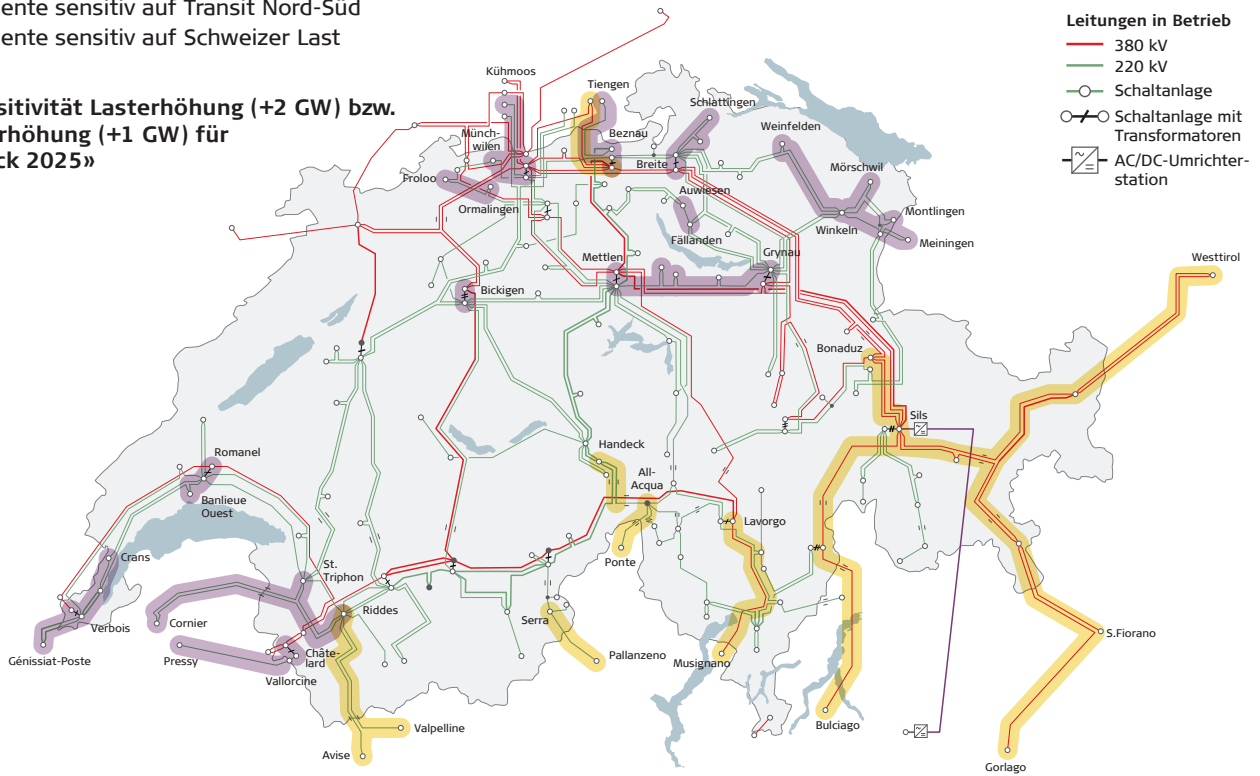 ente sensitiv auf Transit Nord-Süd
ente sensitiv auf Schweizer Last
sitivität Lasterhöhung (+2 GW) bzw.
erhöhung (+1 GW) für
ck 2025»
Leitungen in Betrieb
380 kV
220 kV
Schaltanlage
Schaltanlage mit
Transformatoren
AC/DC-Umrichter-
station
Kühmoos
Tiengen
Schlattingen
Münch-
wilen
Beznau
Weinfelden
Breite
Mörschwil
Froloo
Auwiesen
Ormalingen
Montlingen
Winkeln
Fällanden
Meiningen
Mettlen
Grynau
Westtirol
Bickigen
Bonaduz
Sils
Handeck
Romanel
All-
Acqua
Banlieue
Ouest
Lavorgo
Crans
Ponte
St.
Triphon
Riddes
Serra
Verbois
Cornier
S.Fiorano
Génissiat-Poste
Pressy
Châte-
lard
Pallanzeno
Musignano
Vallorcine
Bulciago
Valpelline
Avise
Gorlago